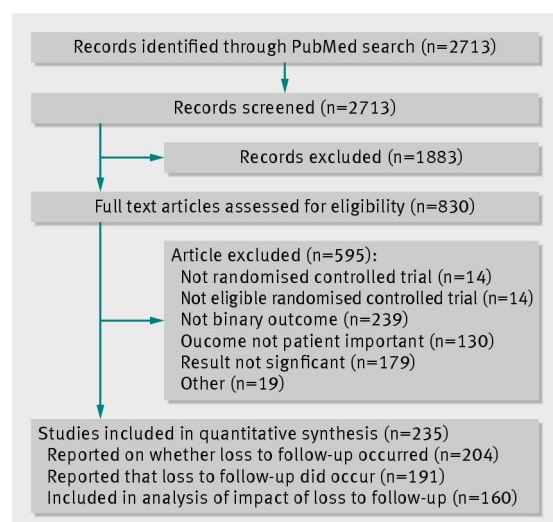 Records identified through PubMed search (n=2713)
Records screened (n=2713)
Records excluded (n=1883)
Full text articles assessed for eligibility (n=830)
Article excluded (n=595):
Not randomised controlled trial (n=14)
Not eligible randomised controlled trial (n=14)
Not binary outcome (n=239)
Oucome not patient important (n=130)
Result not signficant (n=179)
Other (n=19)
Studies included in quantitative synthesis (n=235)
Reported on whether loss to follow-up occurred (n=204)
Reported that loss to follow-up did occur (n=191)
Included in analysis of impact of loss to follow-up (n=160)